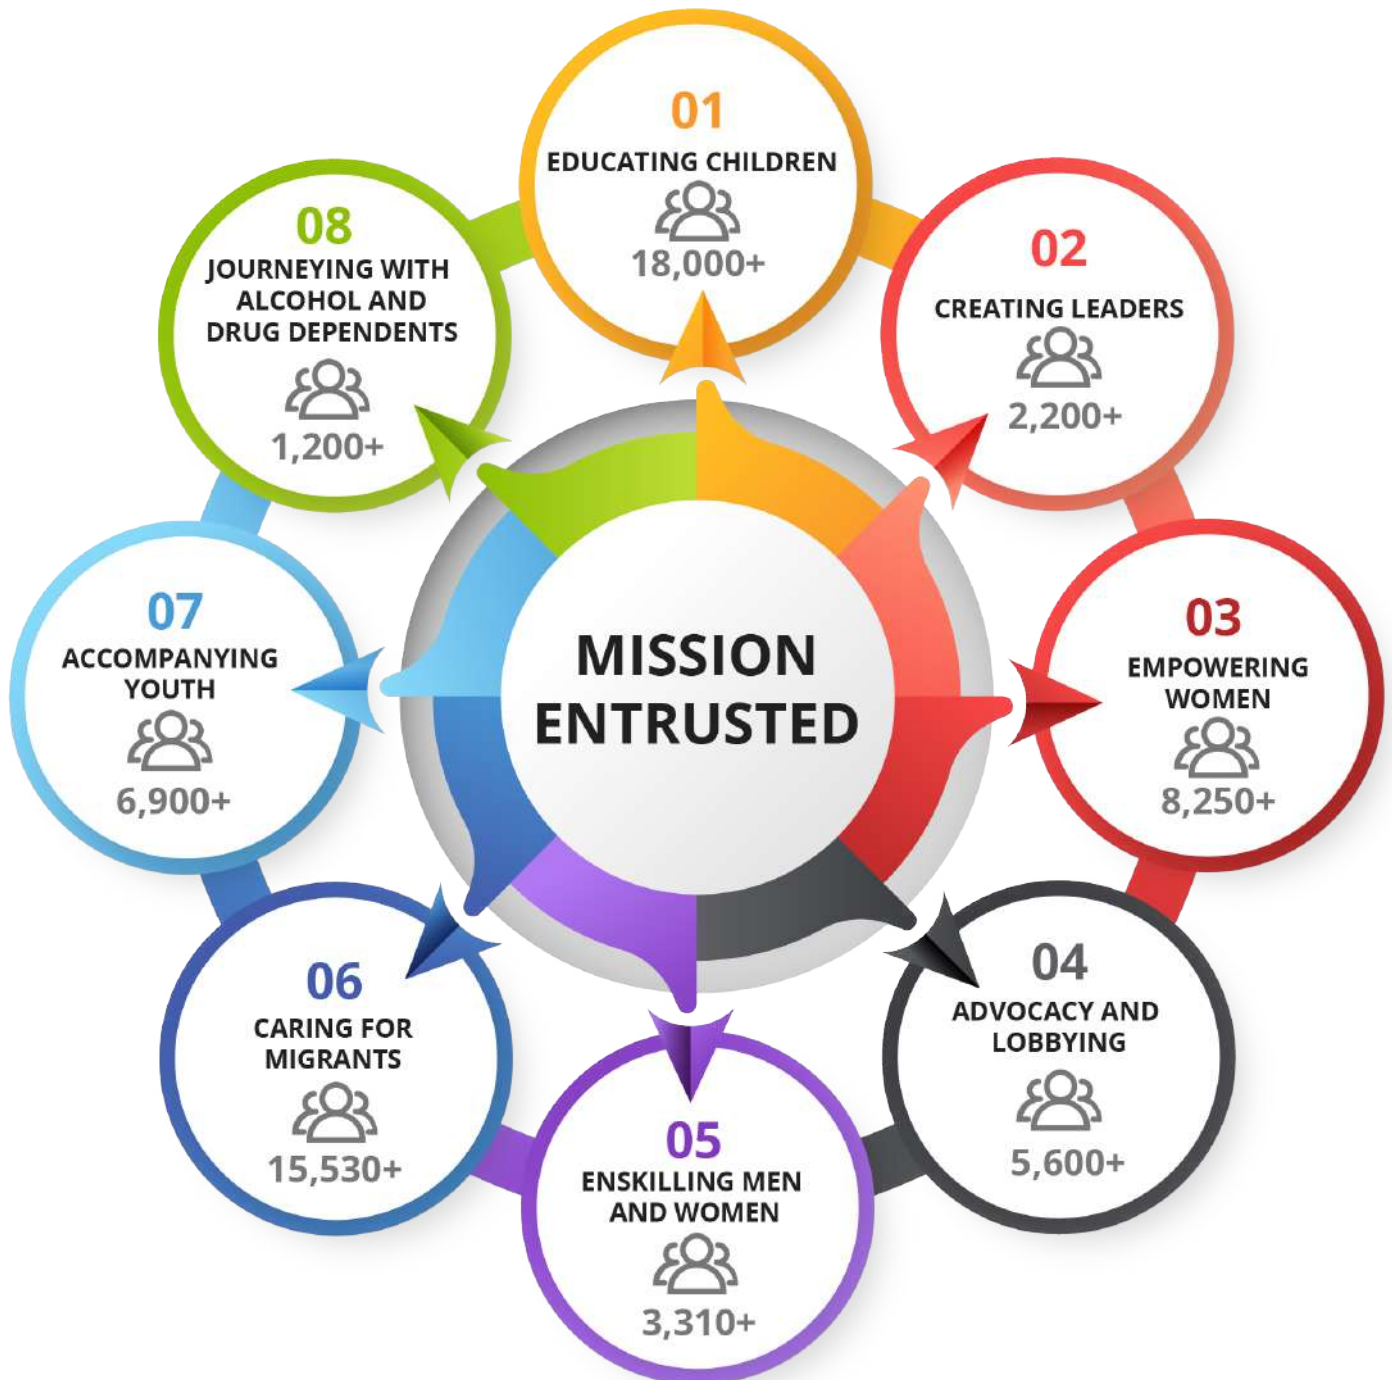 MISSION
ENTRUSTED
01
EDUCATING CHILDREN
18,000+
02
CREATING LEADERS
2,200+
03
EMPOWERING
WOMEN
8,250+
04
ADVOCACY AND
LOBBYING
5,600+
05
ENSKILLING MEN
AND WOMEN
3,310+
06
CARING FOR
MIGRANTS
15,530+
07
ACCOMPANYING
YOUTH
6,900+
08
JOURNEYING WITH
ALCOHOL AND
DRUG DEPENDENTS
1,200+